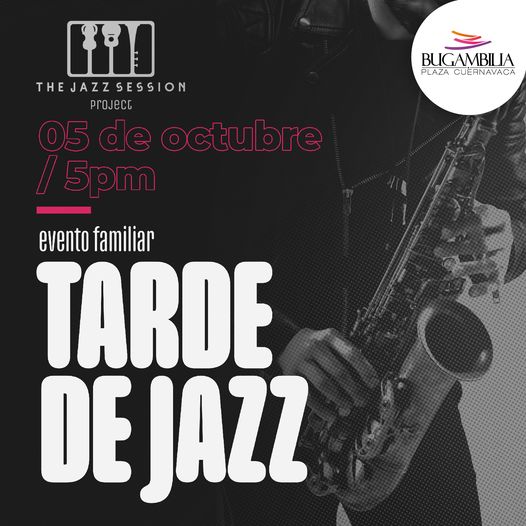 THE JAZZ SESSION
project
BUGAMBILIA
PLAZA CUERNAVACA
05 de octubre
/ 5pm
evento familiar
TARDE
DE JAZZ